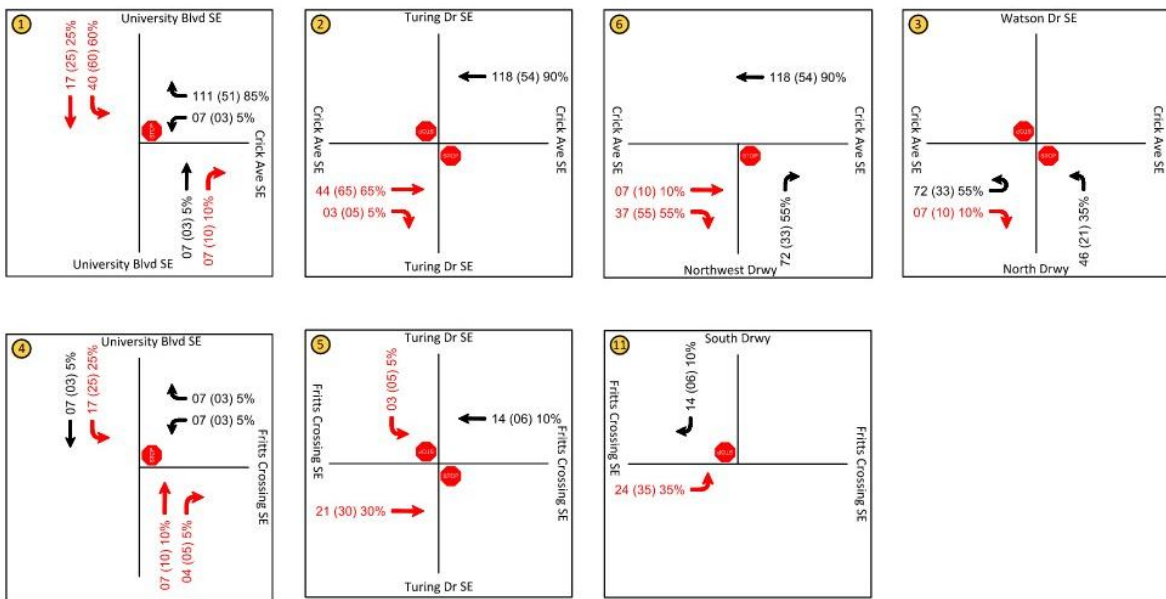 1
University Blvd SE
17 (25) 25%
40 (60) 60%
111 (51) 85%
07 (03) 5%
STOP
Crick Ave SE
07 (03) 5%
07 (10) 10%
University Blvd SE
2
Turing Dr SE
118 (54) 90%
Crick Ave SE
Crick Ave SE
STOP
STOP
44 (65) 65%
03 (05) 5%
Turing Dr SE
6
118 (54) 90%
Crick Ave SE
Crick Ave SE
STOP
07 (10) 10%
37 (55) 55%
72 (33) 55%
Northwest Drwy
3
Watson Dr SE
Crick Ave SE
Crick Ave SE
STOP
STOP
72 (33) 55%
07 (10) 10%
46 (21) 35%
North Drwy
4
University Blvd SE
07 (03) 5%
17 (25) 25%
07 (03) 5%
07 (03) 5%
STOP
Fritts Crossing SE
07 (10) 10%
04 (05) 5%
5
Turing Dr SE
03 (05) 5%
14 (06) 10%
Fritts Crossing SE
Fritts Crossing SE
STOP
STOP
21 (30) 30%
Turing Dr SE
11
South Drwy
14 (06) 10%
Fritts Crossing SE
Fritts Crossing SE
STOP
24 (35) 35%